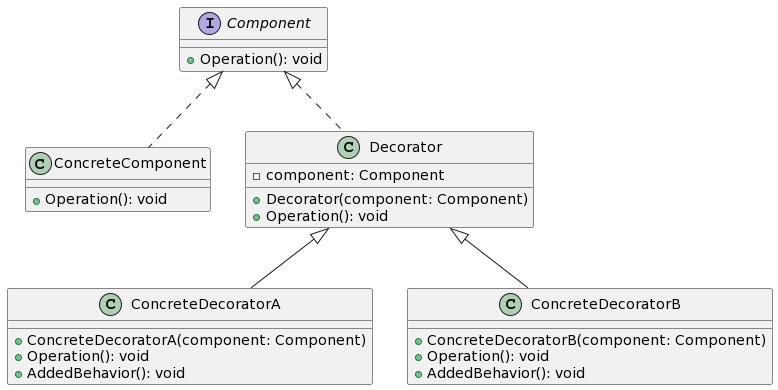 I Component
Operation(): void
C ConcreteComponent
Operation(): void
C Decorator
component: Component
Decorator(component: Component)
Operation(): void
C ConcreteDecoratorA
ConcreteDecoratorA(component: Component)
Operation(): void
AddedBehavior(): void
C ConcreteDecoratorB
ConcreteDecoratorB(component: Component)
Operation(): void
AddedBehavior(): void